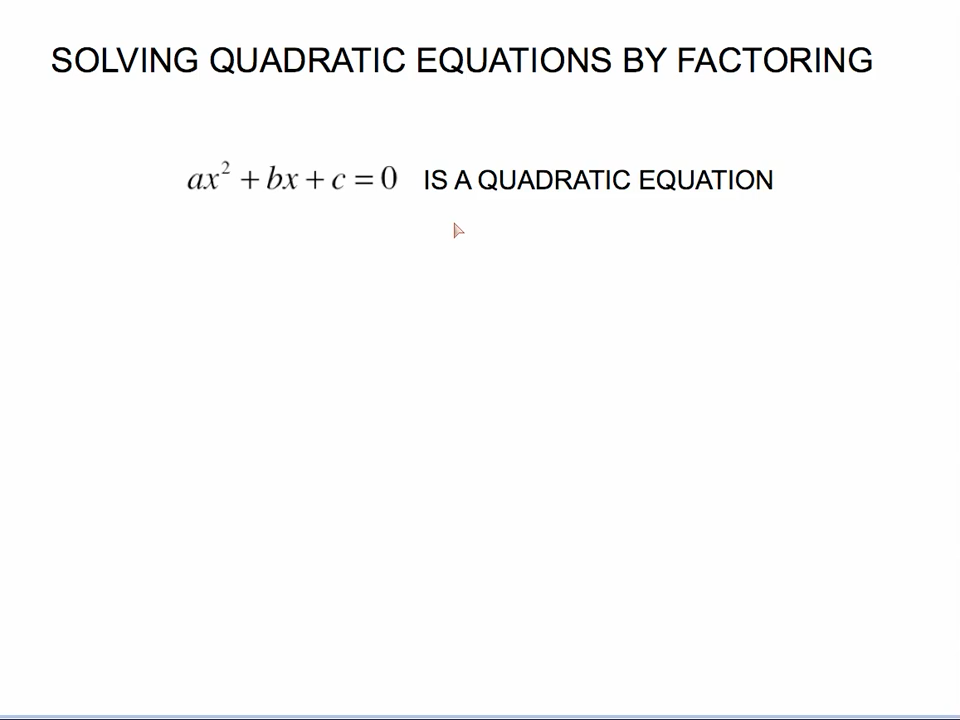 SOLVING QUADRATIC EQUATIONS BY FACTORING
ax² + bx + c = 0 IS A QUADRATIC EQUATION